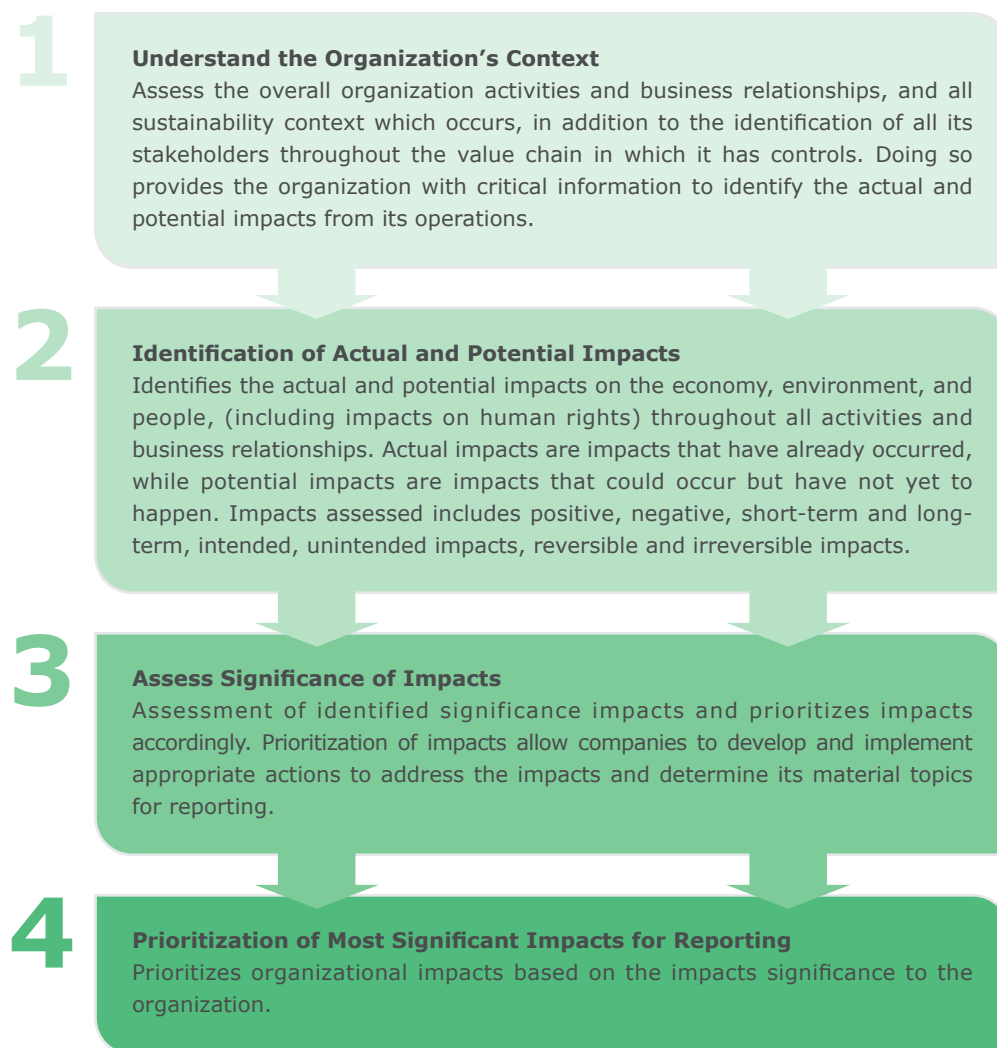 1
Understand the Organization's Context
Assess the overall organization activities and business relationships, and all
sustainability context which occurs, in addition to the identification of all its
stakeholders throughout the value chain in which it has controls. Doing so
provides the organization with critical information to identify the actual and
potential impacts from its operations.
2
Identification of Actual and Potential Impacts
Identifies the actual and potential impacts on the economy, environment, and
people, (including impacts on human rights) throughout all activities and
business relationships. Actual impacts are impacts that have already occurred,
while potential impacts are impacts that could occur but have not yet to
happen. Impacts assessed includes positive, negative, short-term and long-
term, intended, unintended impacts, reversible and irreversible impacts.
3
Assess Significance of Impacts
Assessment of identified significance impacts and prioritizes impacts
accordingly. Prioritization of impacts allow companies to develop and implement
appropriate actions to address the impacts and determine its material topics
for reporting.
4
Prioritization of Most Significant Impacts for Reporting
Prioritizes organizational impacts based on the impacts significance to the
organization.